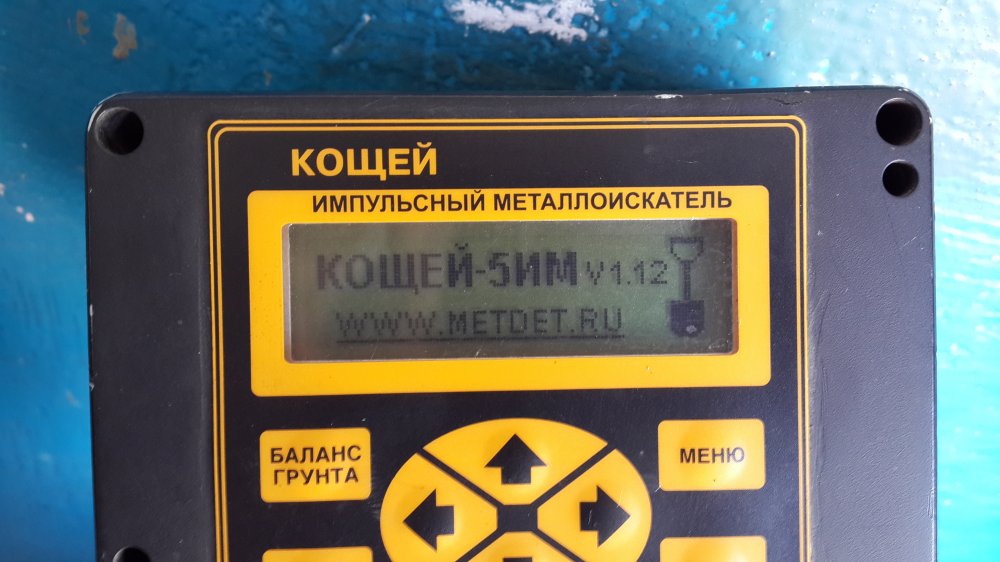 КОЩЕЙ
ИМПУЛЬСНЫЙ МЕТАЛЛОИСКАТЕЛЬ
КОЩЕЙ-5ИМ V1.12
WWW.METDET.RU
БАЛАНС
ГРУНТА
МЕНЮ